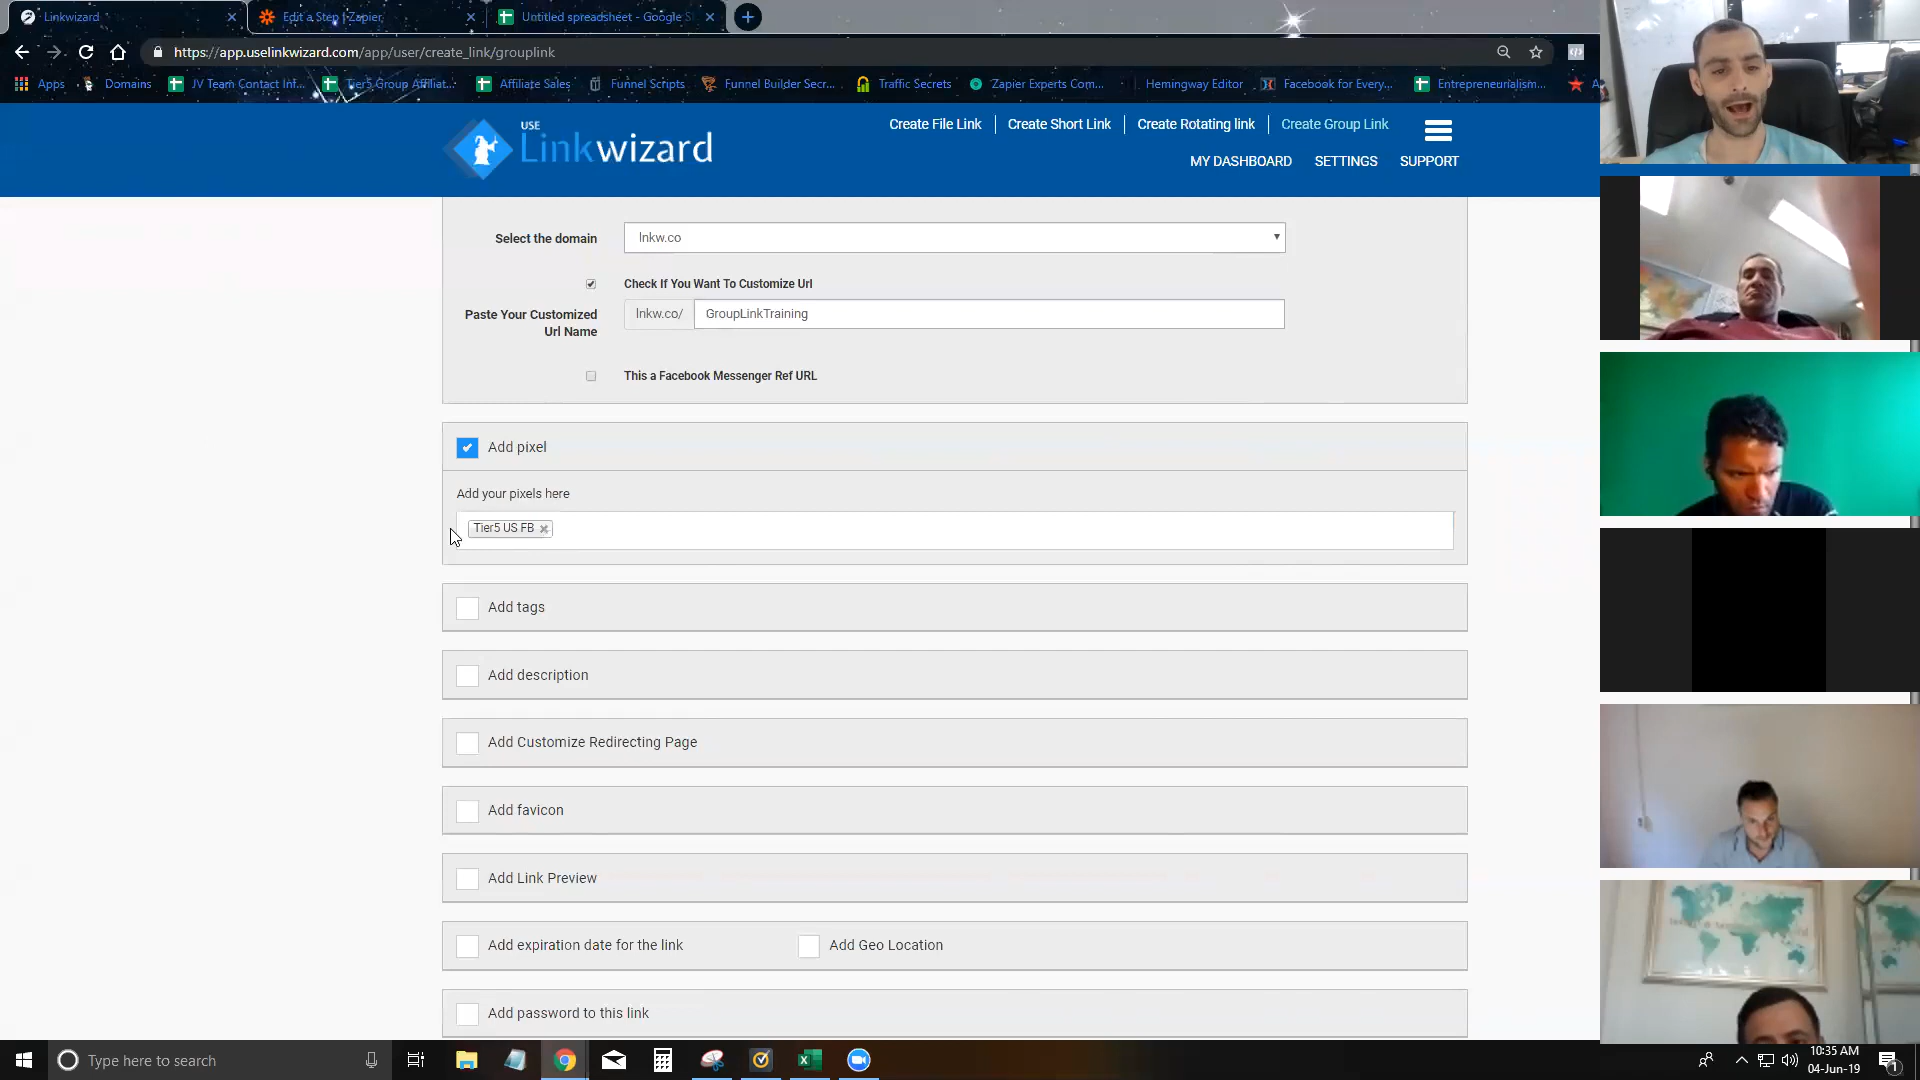 Linkwizard
Edit a Step | Zapier
Untitled spreadsheet - Google S
https://app.uselinkwizard.com/app/user/create_link/grouplink
Apps
Domains
JV Team Contact Inf...
Tier5 Group Affiliat...
Affiliate Sales
Funnel Scripts
Funnel Builder Secr...
Traffic Secrets
Zapier Experts Com...
Hemingway Editor
Facebook for Every...
Entrepreneurialism...
USE
Linkwizard
Create File Link
Create Short Link
Create Rotating link
Create Group Link
MY DASHBOARD
SETTINGS
SUPPORT
Select the domain
lnkw.co
Check If You Want To Customize Url
Paste Your Customized
Url Name
lnkw.co/
GroupLinkTraining
This a Facebook Messenger Ref URL
Add pixel
Add your pixels here
Tier5 US FB
Add tags
Add description
Add Customize Redirecting Page
Add favicon
Add Link Preview
Add expiration date for the link
Add Geo Location
Add password to this link
Type here to search
10:35 AM
04-Jun-19
1